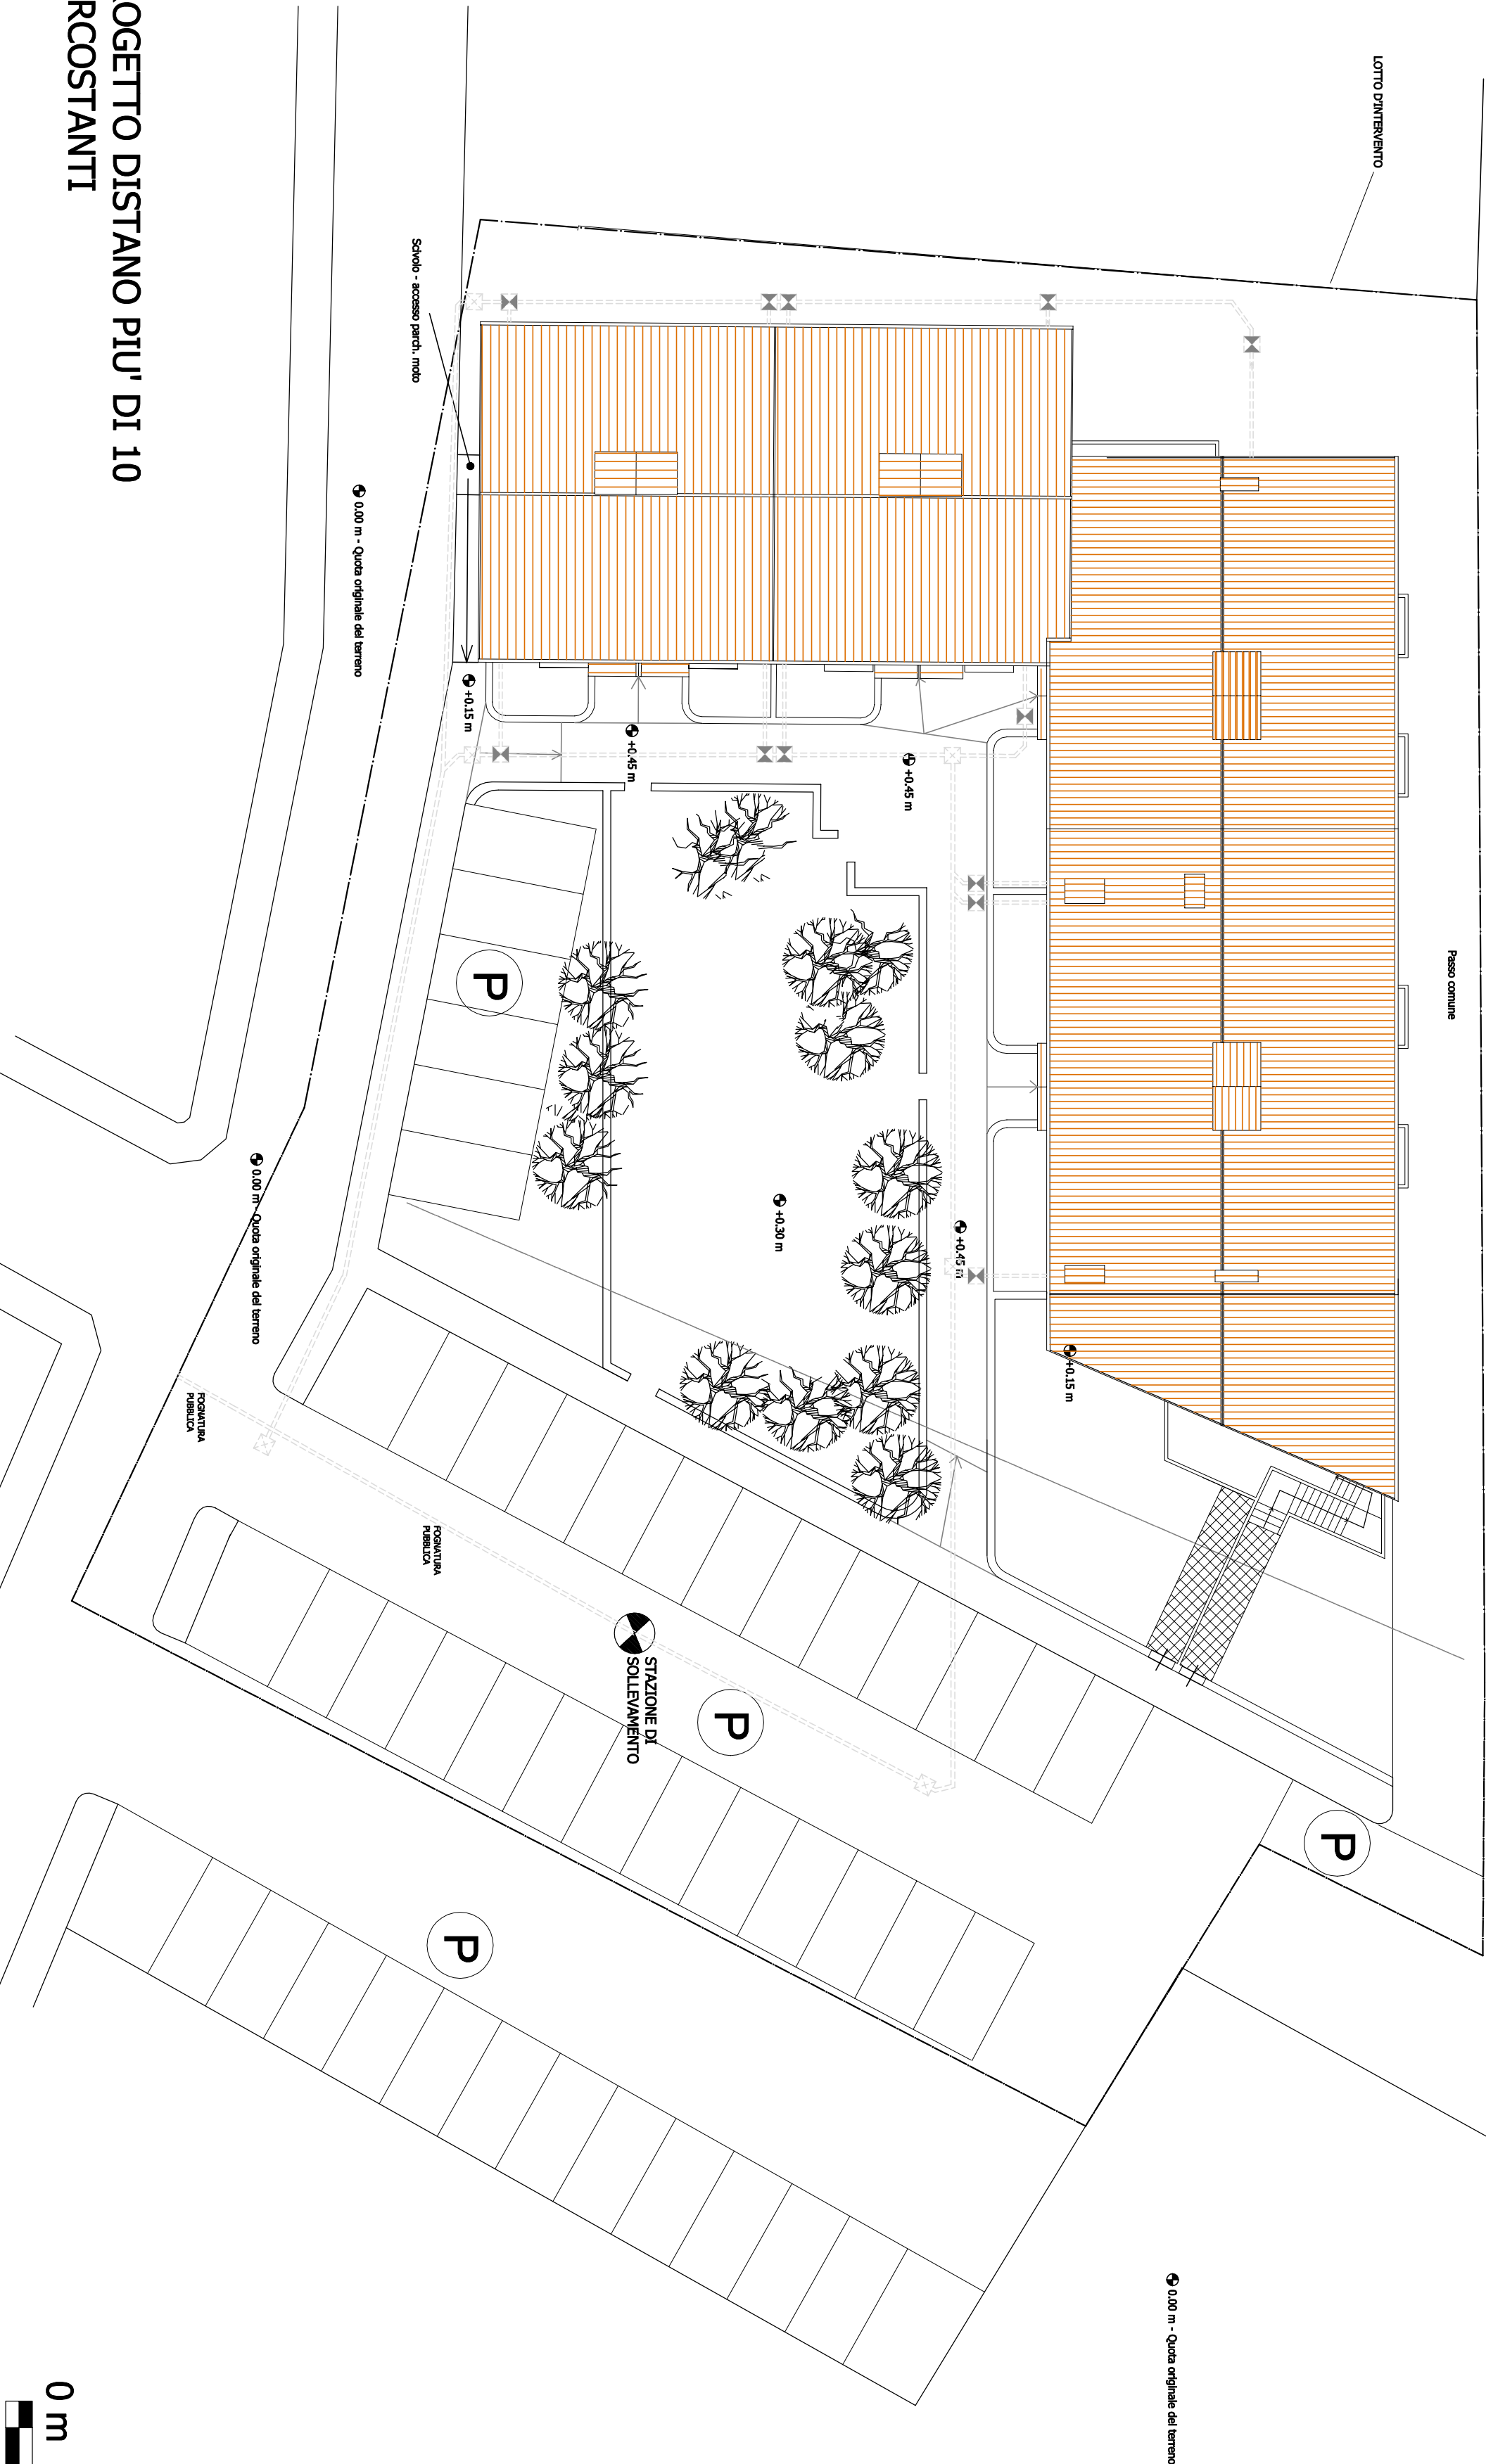 OGETTO DISTANO PIU' DI 10
RCOSTANTI
LOTTO D'INTERVENTO
Passo comune
Scivolo - accesso parch. moto
0.00 m - Quota originale del terreno
+0.15 m
+0.45 m
+0.45 m
P
+0.30 m
+0.45 m
+0.15 m
0.00 m - Quota originale del terreno
FOGNATURA
PUBBLICA
FOGNATURA
PUBBLICA
STAZIONE DI
SOLLEVAMENTO
P
P
P
0.00 m - Quota originale del terreno
0 m